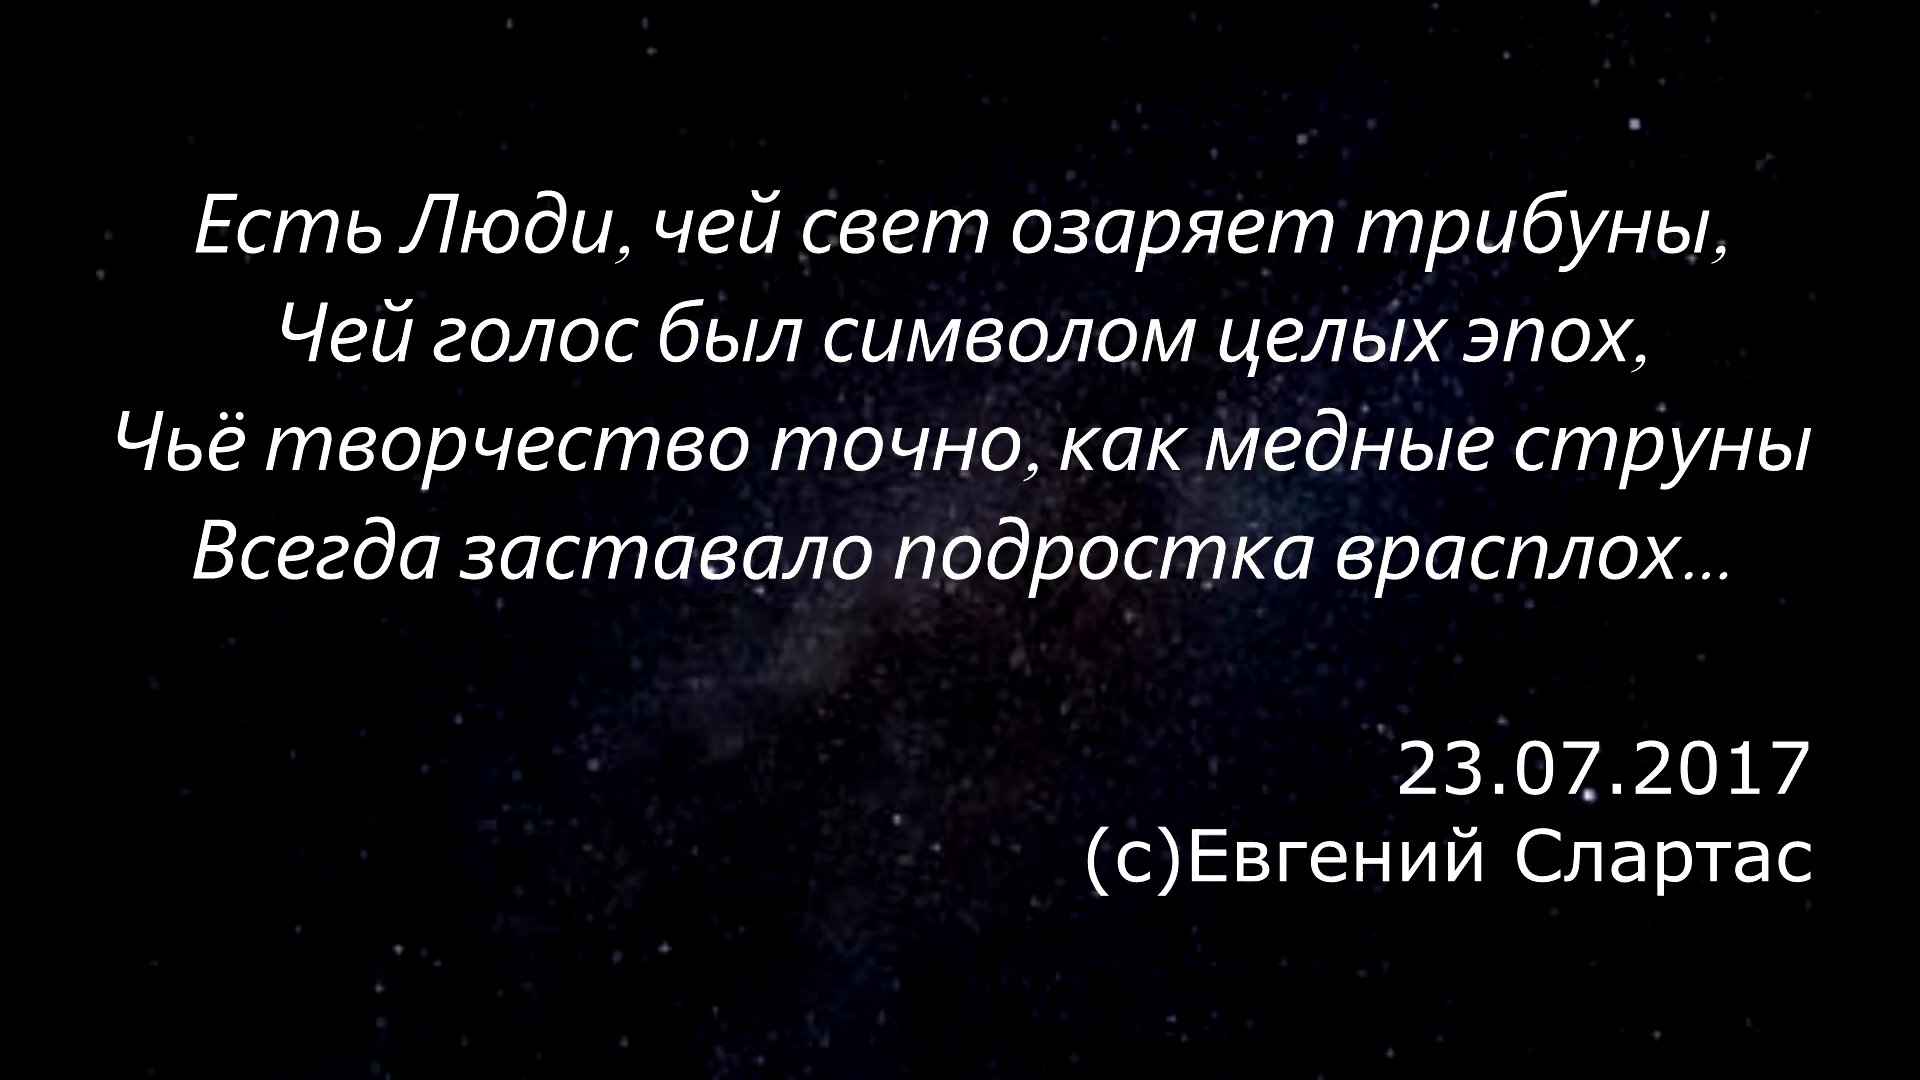 Есть Люди, чей свет озаряет трибуны,
Чей голос был символом целых эпох,
Чьё творчество точно, как медные струны
Всегда заставало подростка врасплох...
23.07.2017
(с)Евгений Слартас